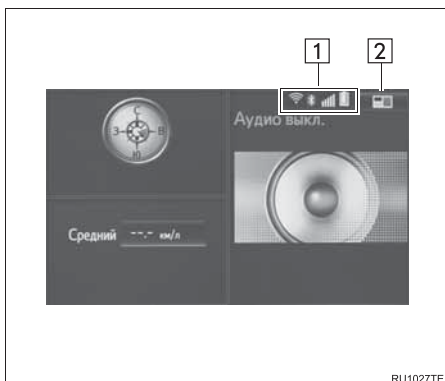 1 2
Аудио выкл.
С
З В
Ю
Средний --.- км/л
RU1027TE